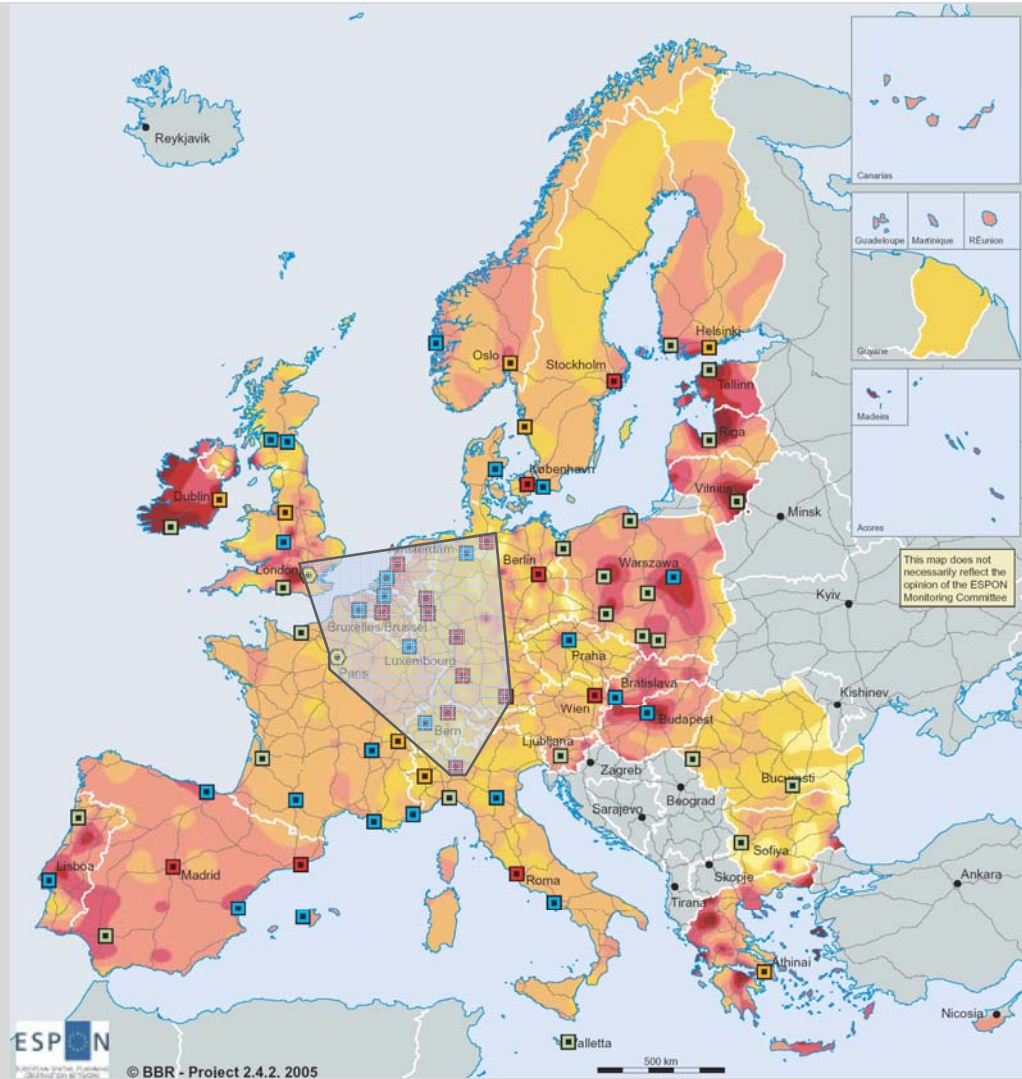 Reykjavik
Canarias
Guadeloupe
Martinique
RÉunion
Guyane
Madeira
Acores
This map does not
necessarily reflect the
opinion of the ESPON
Monitoring Committee
Oslo
Stockholm
Helsinki
Tallinn
Riga
Vilnius
Minsk
København
Dublin
London
Amsterdam
Berlin
Warszawa
Kyiv
Bruxelles/Brussel
Luxembourg
Paris
Praha
Bratislava
Wien
Budapest
Kishinev
Bern
Ljubljana
Zagreb
Beograd
Bucuresti
Sarajevo
Sofiya
Skopje
Tirana
Lisboa
Madrid
Roma
Ankara
Athinai
Nicosia
Valletta
500 km
ESPON
© BBR - Project 2.4.2, 2005